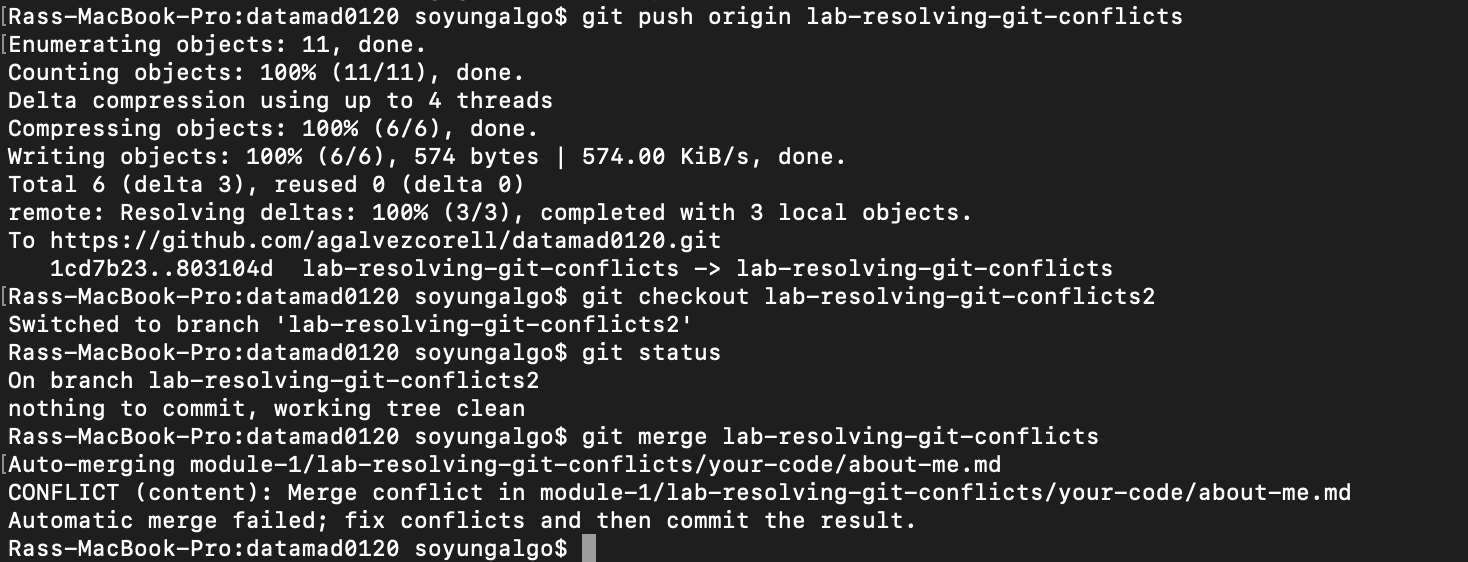 [Rass-MacBook-Pro:datamad0120 soyungalgo$ git push origin lab-resolving-git-conflicts
[Enumerating objects: 11, done.
Counting objects: 100% (11/11), done.
Delta compression using up to 4 threads
Compressing objects: 100% (6/6), done.
Writing objects: 100% (6/6), 574 bytes | 574.00 KiB/s, done.
Total 6 (delta 3), reused 0 (delta 0)
remote: Resolving deltas: 100% (3/3), completed with 3 local objects.
To https://github.com/agalvezcorell/datamad0120.git
   1cd7b23..803104d  lab-resolving-git-conflicts -> lab-resolving-git-conflicts
[Rass-MacBook-Pro:datamad0120 soyungalgo$ git checkout lab-resolving-git-conflicts2
Switched to branch 'lab-resolving-git-conflicts2'
Rass-MacBook-Pro:datamad0120 soyungalgo$ git status
On branch lab-resolving-git-conflicts2
nothing to commit, working tree clean
Rass-MacBook-Pro:datamad0120 soyungalgo$ git merge lab-resolving-git-conflicts
[Auto-merging module-1/lab-resolving-git-conflicts/your-code/about-me.md
CONFLICT (content): Merge conflict in module-1/lab-resolving-git-conflicts/your-code/about-me.md
Automatic merge failed; fix conflicts and then commit the result.
Rass-MacBook-Pro:datamad0120 soyungalgo$